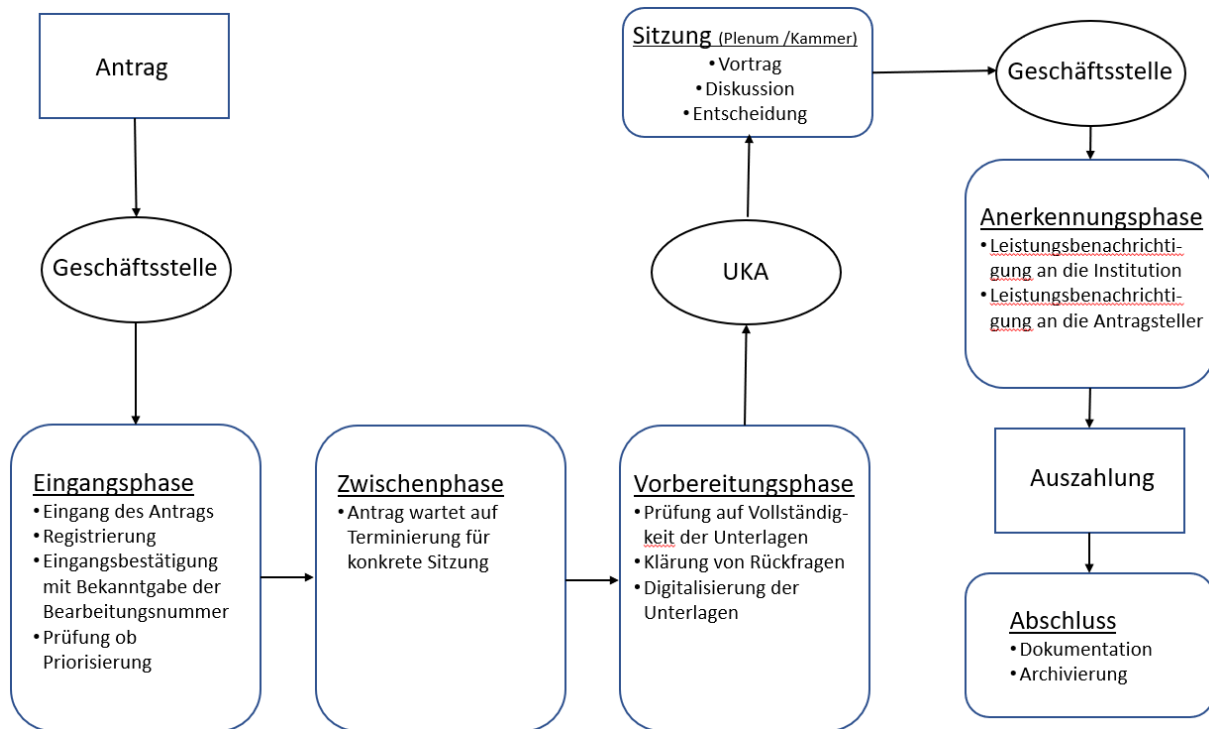 Antrag
Geschäftsstelle
Eingangsphase
• Eingang des Antrags
• Registrierung
• Eingangsbestätigung
mit Bekanntgabe der
Bearbeitungsnummer
• Prüfung ob
Priorisierung
Zwischenphase
• Antrag wartet auf
Terminierung für
konkrete Sitzung
Vorbereitungsphase
• Prüfung auf Vollständig-
keit der Unterlagen
• Klärung von Rückfragen
• Digitalisierung der
Unterlagen
UKA
Sitzung (Plenum /Kammer)
• Vortrag
• Diskussion
• Entscheidung
Geschäftsstelle
Anerkennungsphase
• Leistungsbenachrichti-
gung an die Institution
• Leistungsbenachrichti-
gung an die Antragsteller
Auszahlung
Abschluss
• Dokumentation
• Archivierung